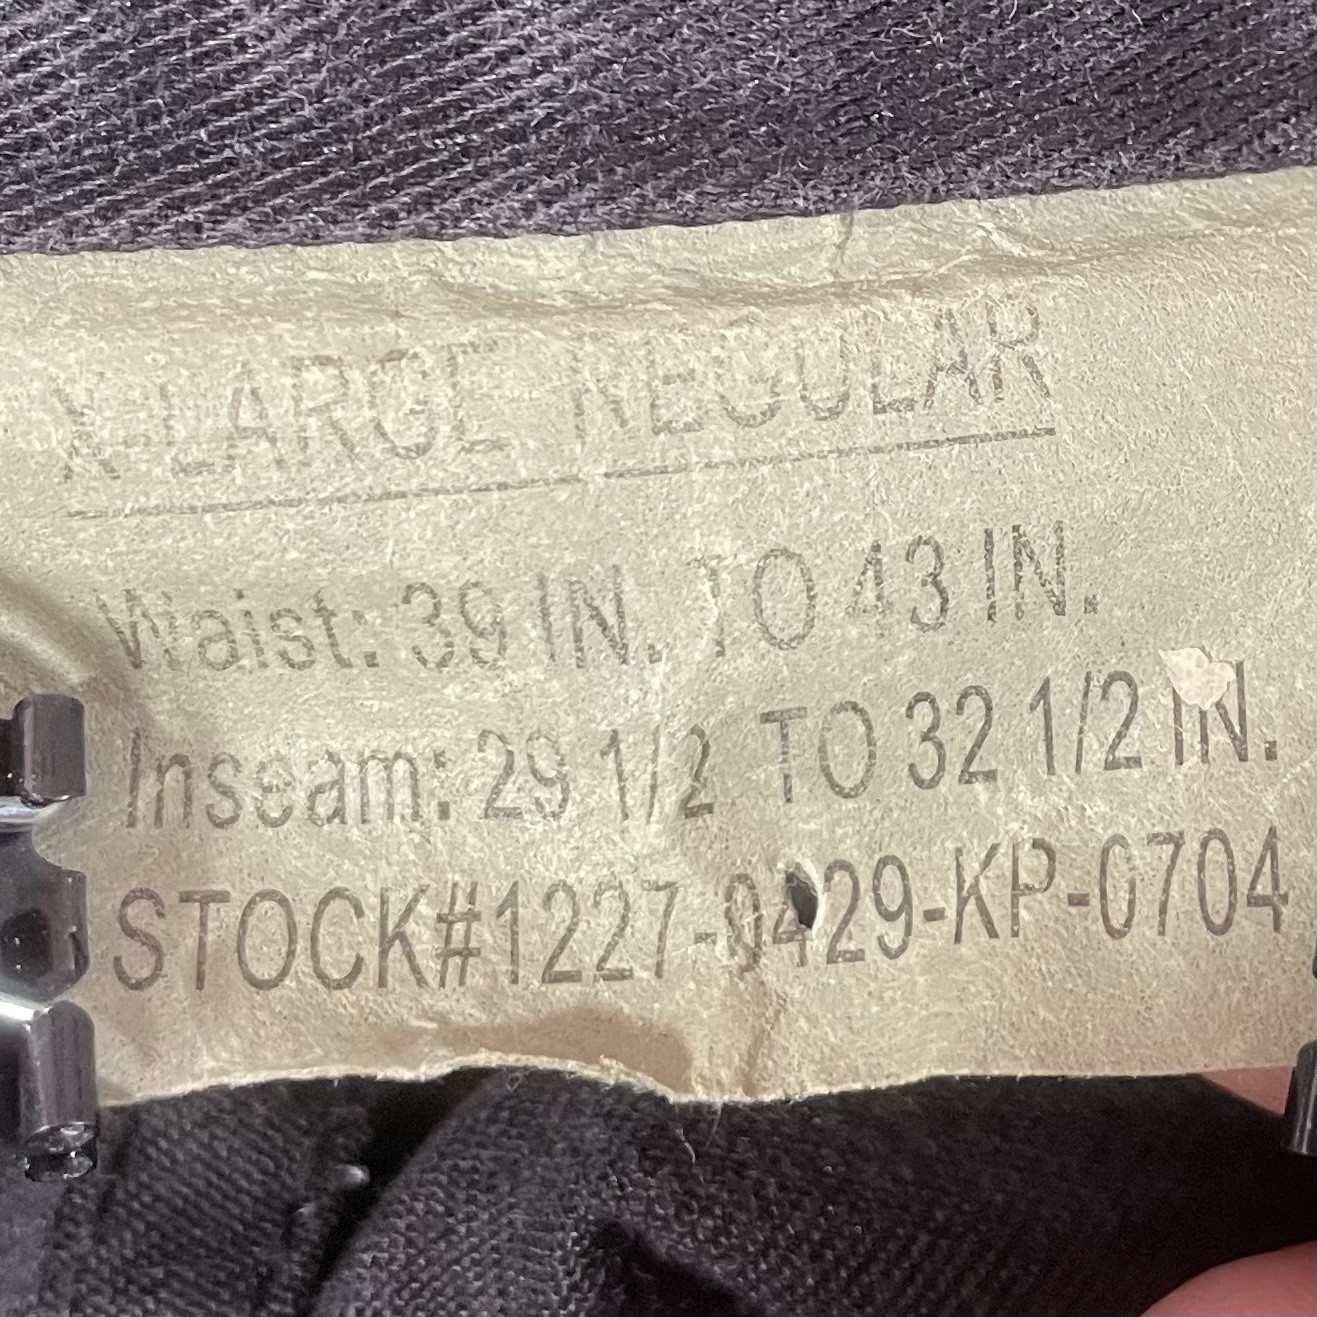 X-LARGE REGULAR
Waist: 39 IN. TO 43 IN.
Inseam: 29 1/2 TO 32 1/2 IN.
STOCK#1227-0429-KP-0704